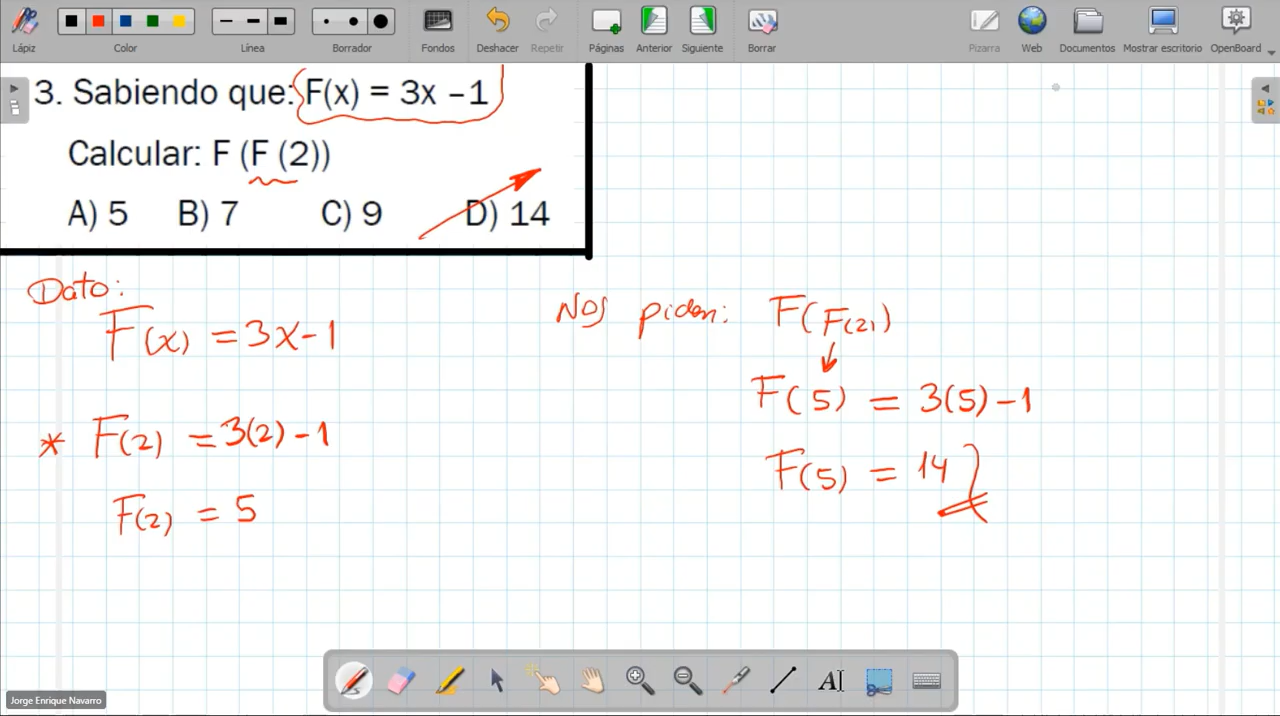 Lápiz Color Línea Borrador Fondos Deshacer Repetir Páginas Anterior Siguiente Borrar Pizarra Web Documentos Mostrar escritorio OpenBoard
3. Sabiendo que: F(x) = 3x – 1
Calcular: F (F (2))
A) 5 B) 7 C) 9 D) 14
Dato:
F(x) = 3x-1
* F(2) = 3(2) - 1
F(2) = 5
NOS piden: F(F(2))
F(5) = 3(5) - 1
F(5) = 14
AI
Jorge Enrique Navarro